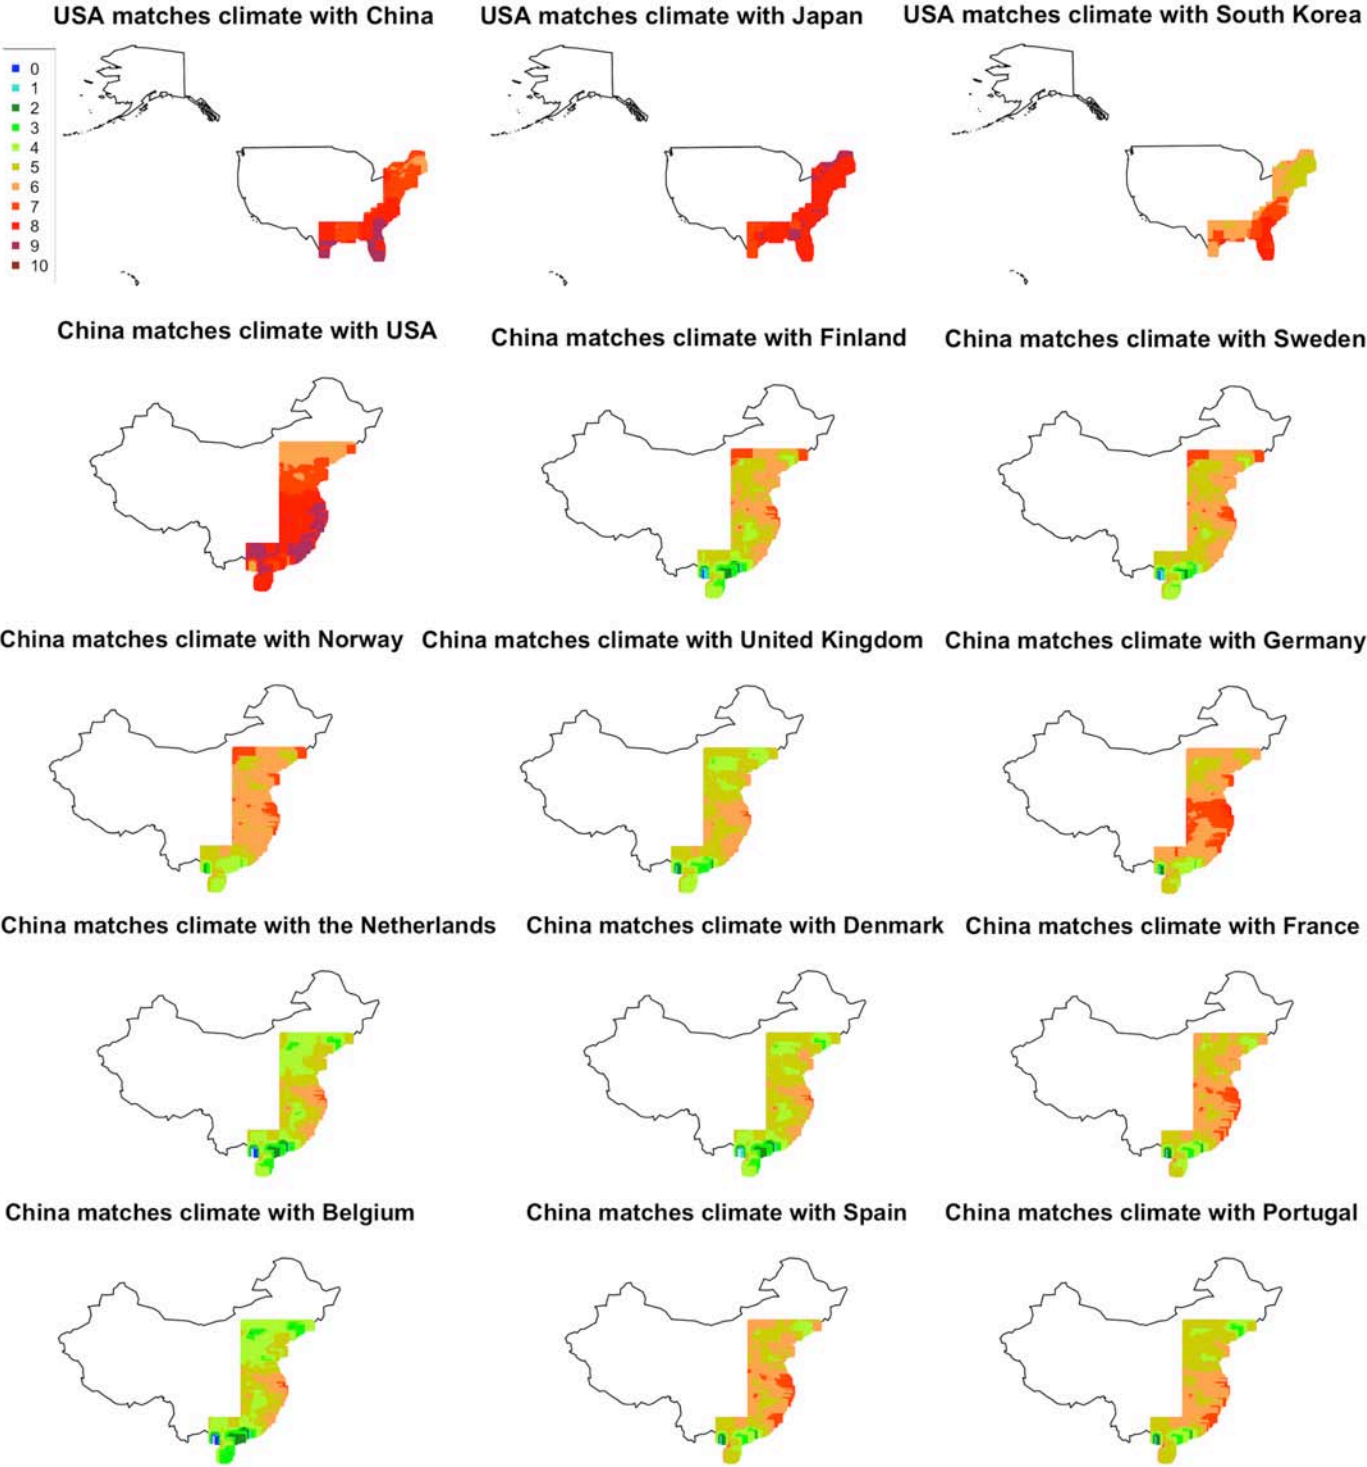 USA matches climate with China
USA matches climate with Japan
USA matches climate with South Korea
0
1
2
3
4
5
6
7
8
9
10
China matches climate with USA
China matches climate with Finland
China matches climate with Sweden
China matches climate with Norway
China matches climate with United Kingdom
China matches climate with Germany
China matches climate with the Netherlands
China matches climate with Denmark
China matches climate with France
China matches climate with Belgium
China matches climate with Spain
China matches climate with Portugal